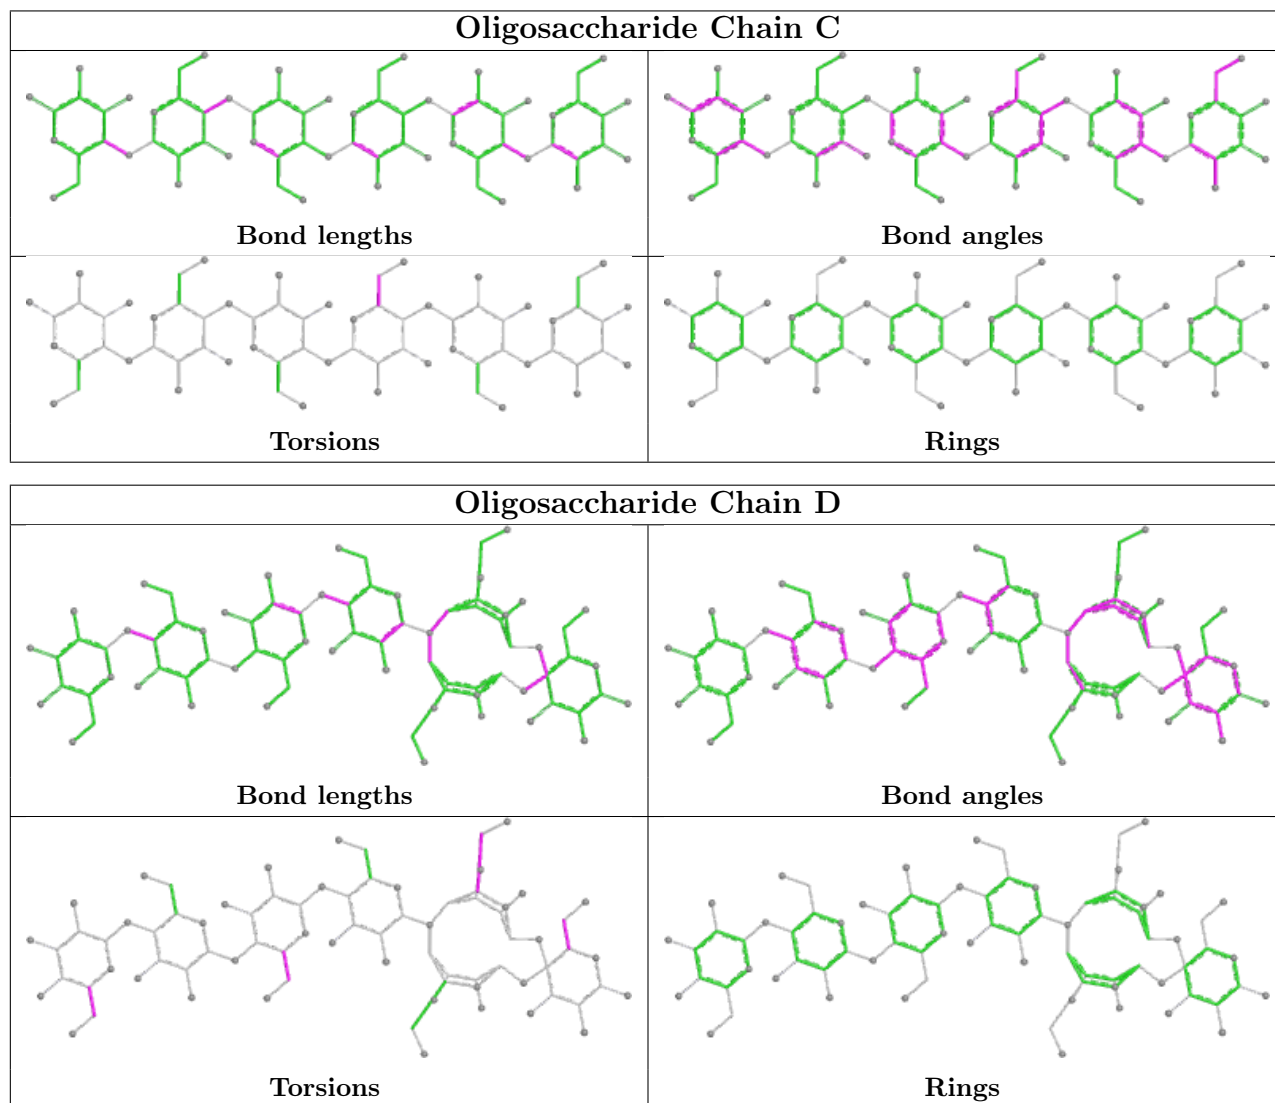 Oligosaccharide Chain C
Bond lengths
Bond angles
Torsions
Rings
Oligosaccharide Chain D
Bond lengths
Bond angles
Torsions
Rings